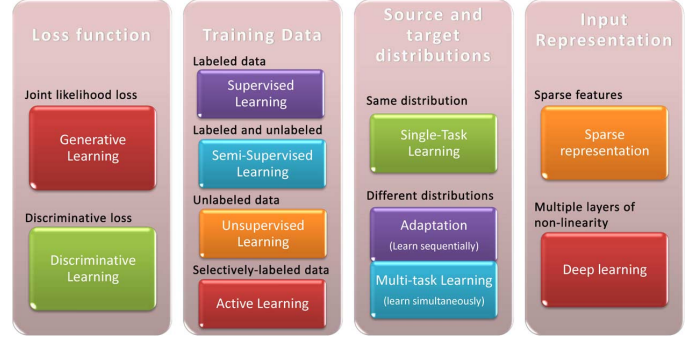 Loss function
Joint likelihood loss
Generative
Learning
Discriminative loss
Discriminative
Learning
Training Data
Labeled data
Supervised
Learning
Labeled and unlabeled
Semi-Supervised
Learning
Unlabeled data
Unsupervised
Learning
Selectively-labeled data
Active Learning
Source and
target
distributions
Same distribution
Single-Task
Learning
Different distributions
Adaptation
(Learn sequentially)
Multi-task Learning
(learn simultaneously)
Input
Representation
Sparse features
Sparse
representation
Multiple layers of
non-linearity
Deep learning